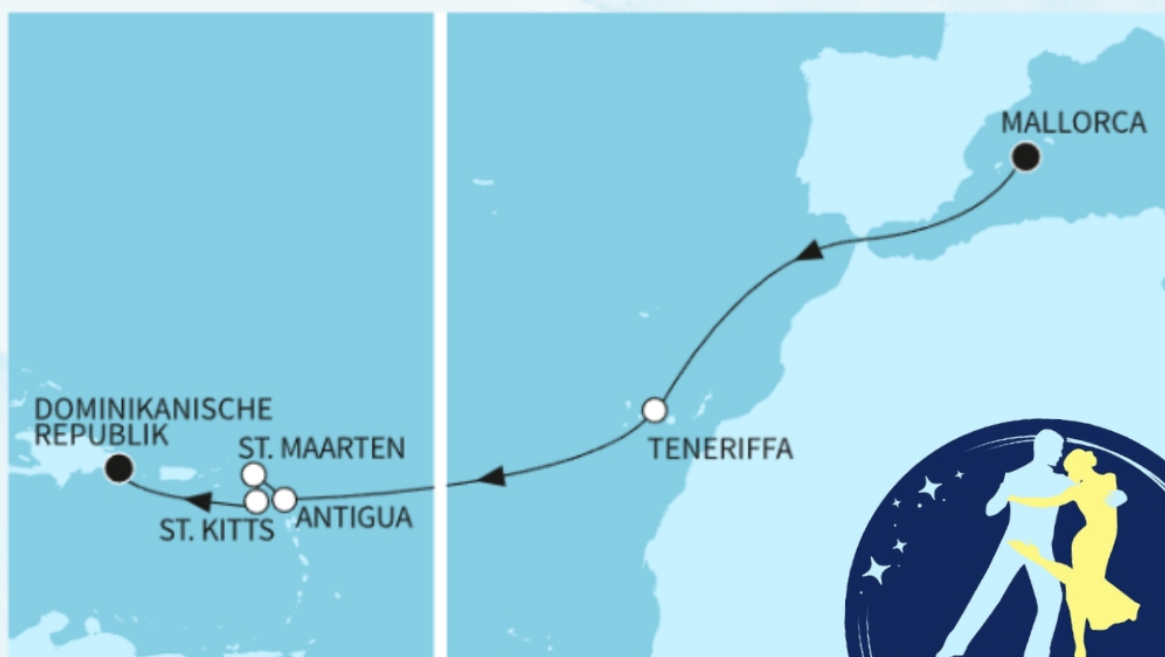 MALLORCA
DOMINIKANISCHE
REPUBLIK
ST. MAARTEN
TENERIFFA
ST. KITTS
ANTIGUA